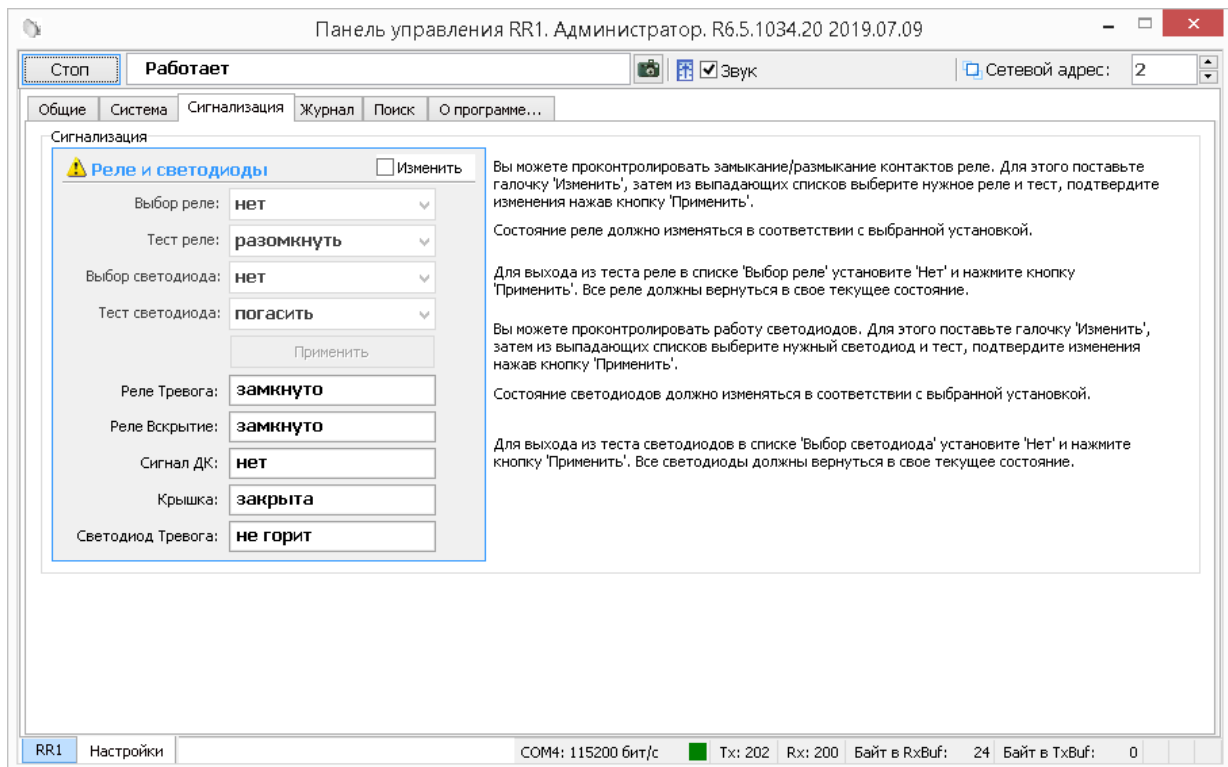 Панель управления RR1. Администратор. R6.5.1034.20 2019.07.09
Стоп Работает Звук Сетевой адрес: 2
Общие Система Сигнализация Журнал Поиск О программе...
Сигнализация
Реле и светодиоды Изменить
Выбор реле: нет
Тест реле: разомкнуть
Выбор светодиода: нет
Тест светодиода: погасить
Применить
Реле Тревога: замкнуто
Реле Вскрытие: замкнуто
Сигнал ДК: нет
Крышка: закрыта
Светодиод Тревога: не горит
Вы можете проконтролировать замыкание/размыкание контактов реле. Для этого поставьте
галочку 'Изменить', затем из выпадающих списков выберите нужное реле и тест, подтвердите
изменения нажав кнопку 'Применить'.
Состояние реле должно изменяться в соответствии с выбранной установкой.
Для выхода из теста реле в списке 'Выбор реле' установите 'Нет' и нажмите кнопку
'Применить'. Все реле должны вернуться в свое текущее состояние.
Вы можете проконтролировать работу светодиодов. Для этого поставьте галочку 'Изменить',
затем из выпадающих списков выберите нужный светодиод и тест, подтвердите изменения
нажав кнопку 'Применить'.
Состояние светодиодов должно изменяться в соответствии с выбранной установкой.
Для выхода из теста светодиодов в списке 'Выбор светодиода' установите 'Нет' и нажмите
кнопку 'Применить'. Все светодиоды должны вернуться в свое текущее состояние.
RR1 Настройки COM4: 115200 бит/с Tx: 202 Rx: 200 Байт в RxBuf: 24 Байт в TxBuf: 0